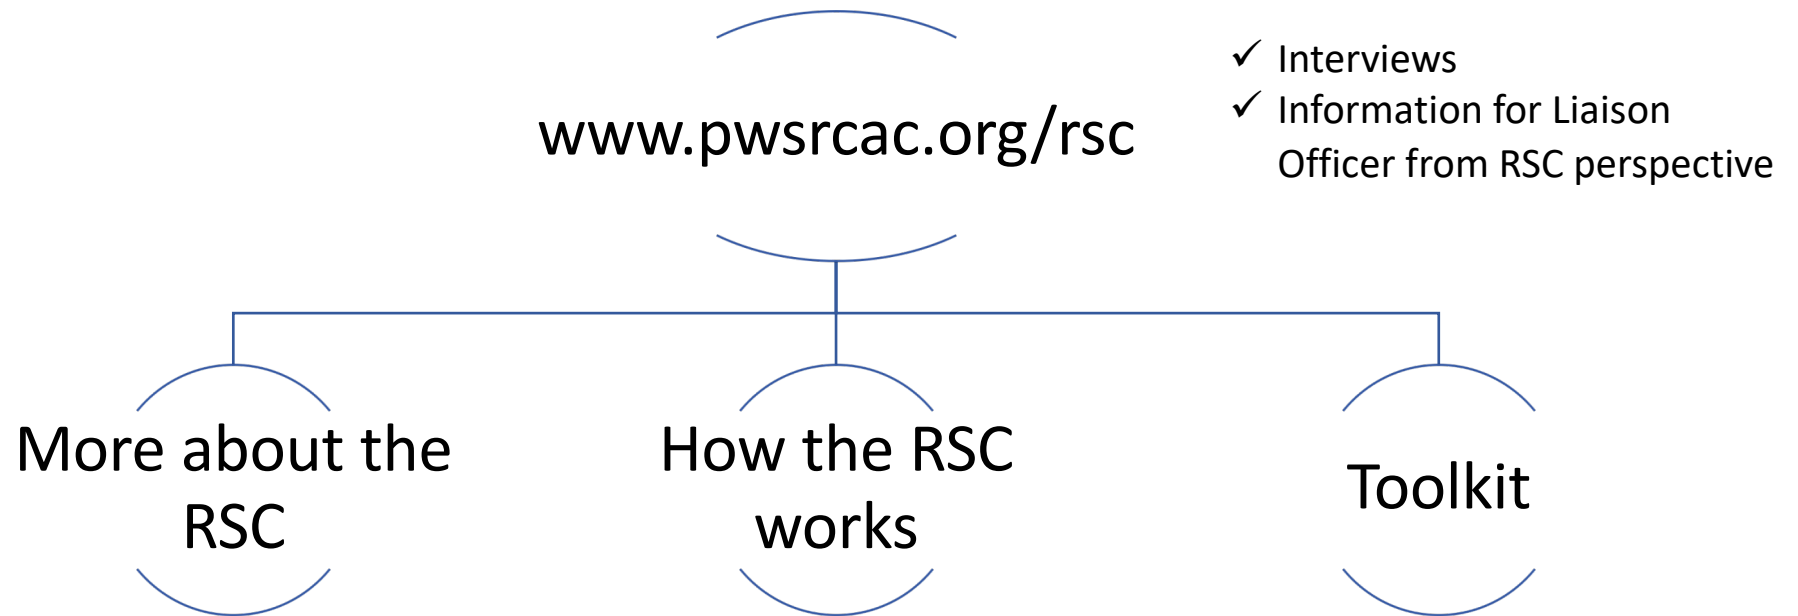 www.pwsrcac.org/rsc
✓ Interviews
✓ Information for Liaison
Officer from RSC perspective
More about the
RSC
How the RSC
works
Toolkit